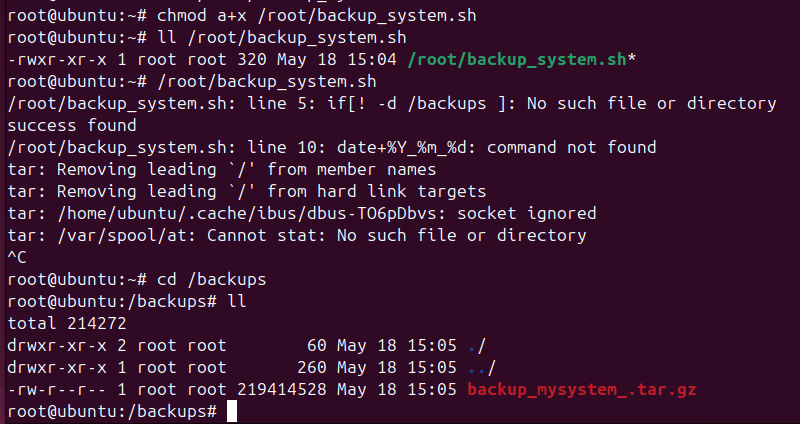 root@ubuntu:~# chmod a+x /root/backup_system.sh
root@ubuntu:~# ll /root/backup_system.sh
-rwxr-xr-x 1 root root 320 May 18 15:04 /root/backup_system.sh*
root@ubuntu:~# /root/backup_system.sh
/root/backup_system.sh: line 5: if[! -d /backups ]: No such file or directory
success found
/root/backup_system.sh: line 10: date+%Y_%m_%d: command not found
tar: Removing leading `/' from member names
tar: Removing leading `/' from hard link targets
tar: /home/ubuntu/.cache/ibus/dbus-TO6pDbvs: socket ignored
tar: /var/spool/at: Cannot stat: No such file or directory
^C
root@ubuntu:~# cd /backups
root@ubuntu:/backups# ll
total 214272
drwxr-xr-x 2 root root        60 May 18 15:05 ./
drwxr-xr-x 1 root root       260 May 18 15:05 ../
-rw-r--r-- 1 root root 219414528 May 18 15:05 backup_mysystem_.tar.gz
root@ubuntu:/backups#